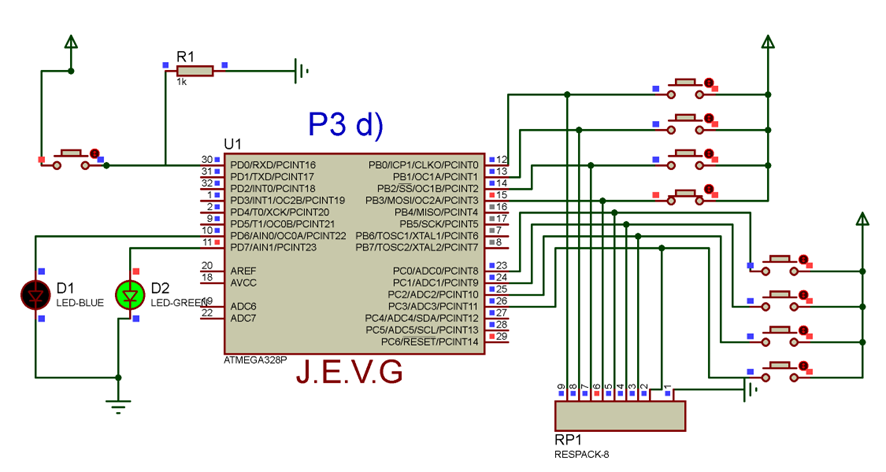 R1
1k
P3 d)
U1
30 PD0/RXD/PCINT16 PB0/ICP1/CLKO/PCINT0 12
31 PD1/TXD/PCINT17 PB1/OC1A/PCINT1 13
32 PD2/INT0/PCINT18 PB2/SS/OC1B/PCINT2 14
1 PD3/INT1/OC2B/PCINT19 PB3/MOSI/OC2A/PCINT3 15
2 PD4/T0/XCK/PCINT20 PB4/MISO/PCINT4 16
9 PD5/T1/OC0B/PCINT21 PB5/SCK/PCINT5 17
10 PD6/AIN0/OC0A/PCINT22 PB6/TOSC1/XTAL1/PCINT6 7
11 PD7/AIN1/PCINT23 PB7/TOSC2/XTAL2/PCINT7 8
20 AREF PC0/ADC0/PCINT8 23
18 AVCC PC1/ADC1/PCINT9 24
PC2/ADC2/PCINT10 25
19 ADC6 PC3/ADC3/PCINT11 26
22 ADC7 PC4/ADC4/SDA/PCINT12 27
PC5/ADC5/SCL/PCINT13 28
PC6/RESET/PCINT14 29
D1
LED-BLUE
D2
LED-GREEN
ATMEGA328P
J.E.V.G
9 8 7 6 5 4 3 2 1
RP1
RESPACK-8